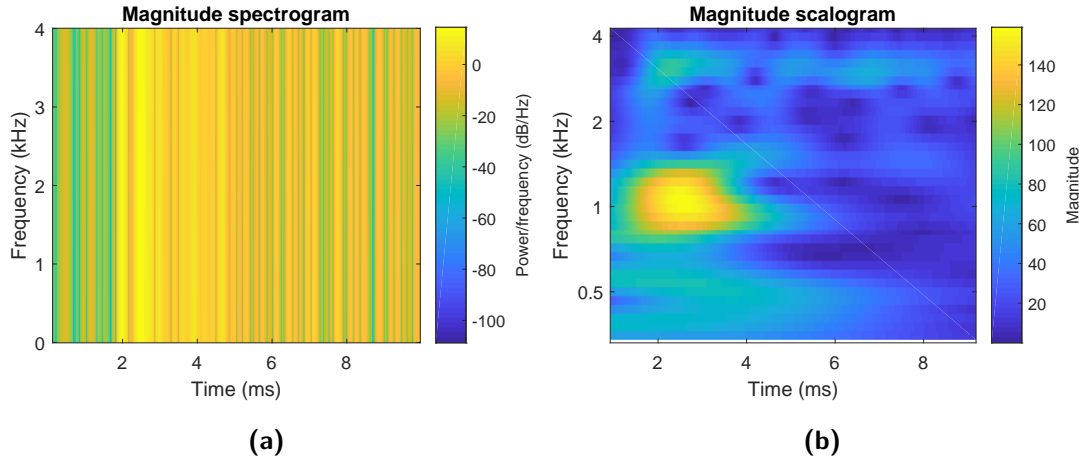 Magnitude spectrogram
4
3
2
1
0
2 4 6 8
Time (ms)
Frequency (kHz)
0
-20
-40
-60
-80
-100
Power/frequency (dB/Hz)
(a)
Magnitude scalogram
4
2
1
0.5
2 4 6 8
Time (ms)
Frequency (kHz)
140
120
100
80
60
40
20
Magnitude
(b)